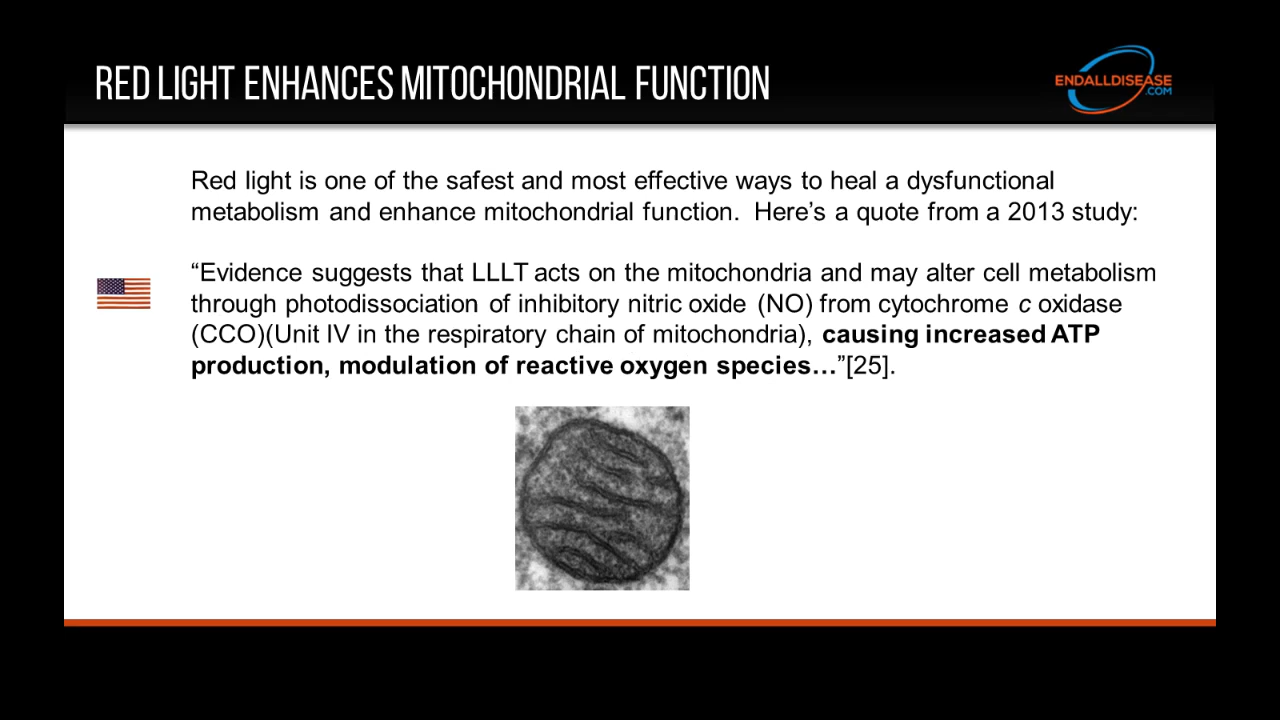 RED LIGHT ENHANCES MITOCHONDRIAL FUNCTION
ENDALLDISEASE
.COM
Red light is one of the safest and most effective ways to heal a dysfunctional
metabolism and enhance mitochondrial function.  Here’s a quote from a 2013 study:
“Evidence suggests that LLLT acts on the mitochondria and may alter cell metabolism
through photodissociation of inhibitory nitric oxide (NO) from cytochrome c oxidase
(CCO)(Unit IV in the respiratory chain of mitochondria), causing increased ATP
production, modulation of reactive oxygen species…”[25].